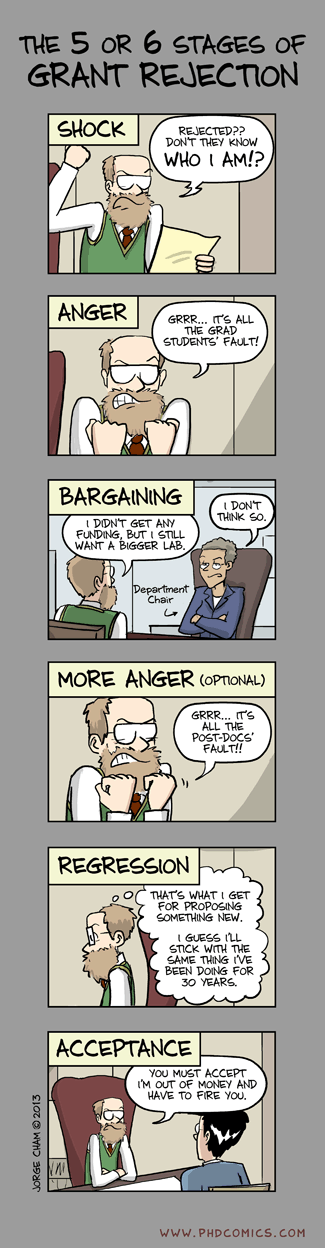 THE 5 OR 6 STAGES OF
GRANT REJECTION
SHOCK
REJECTED??
DON'T THEY KNOW
WHO I AM!?
ANGER
GRRR... IT'S ALL
THE GRAD
STUDENTS' FAULT!
BARGAINING
I DIDN'T GET ANY
FUNDING, BUT I STILL
WANT A BIGGER LAB.
I DON'T
THINK SO.
Department
Chair
MORE ANGER (OPTIONAL)
GRRR... IT'S
ALL THE
POST-DOCS'
FAULT!!
REGRESSION
THAT'S WHAT I GET
FOR PROPOSING
SOMETHING NEW.
I GUESS I'LL
STICK WITH THE
SAME THING I'VE
BEEN DOING FOR
30 YEARS.
ACCEPTANCE
YOU MUST ACCEPT
I'M OUT OF MONEY AND
HAVE TO FIRE YOU.
JORGE CHAM © 2013
WWW.PHDCOMICS.COM